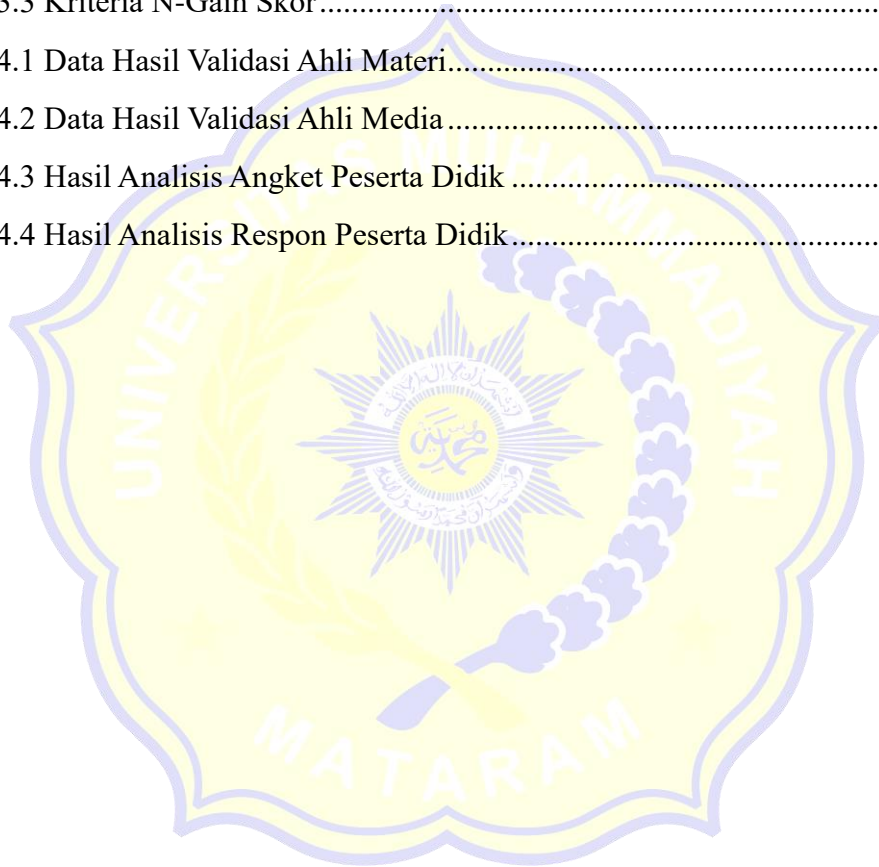 3.3 Kriteria N-Gain Skor
4.1 Data Hasil Validasi Ahli Materi
4.2 Data Hasil Validasi Ahli Media
4.3 Hasil Analisis Angket Peserta Didik
4.4 Hasil Analisis Respon Peserta Didik
UNIVERSITAS MUHAMMADIYAH
MATARAM